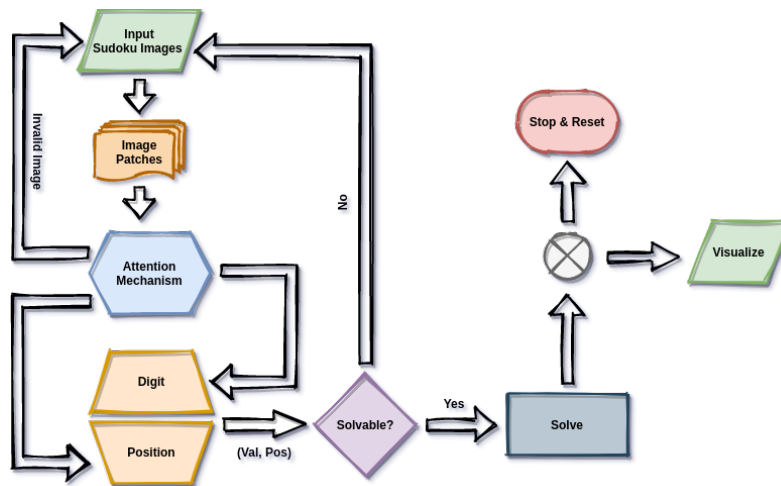 Input
Sudoku Images
Image
Patches
Invalid Image
Attention
Mechanism
Digit
Position
(Val, Pos)
No
Solvable?
Yes
Solve
Stop & Reset
Visualize